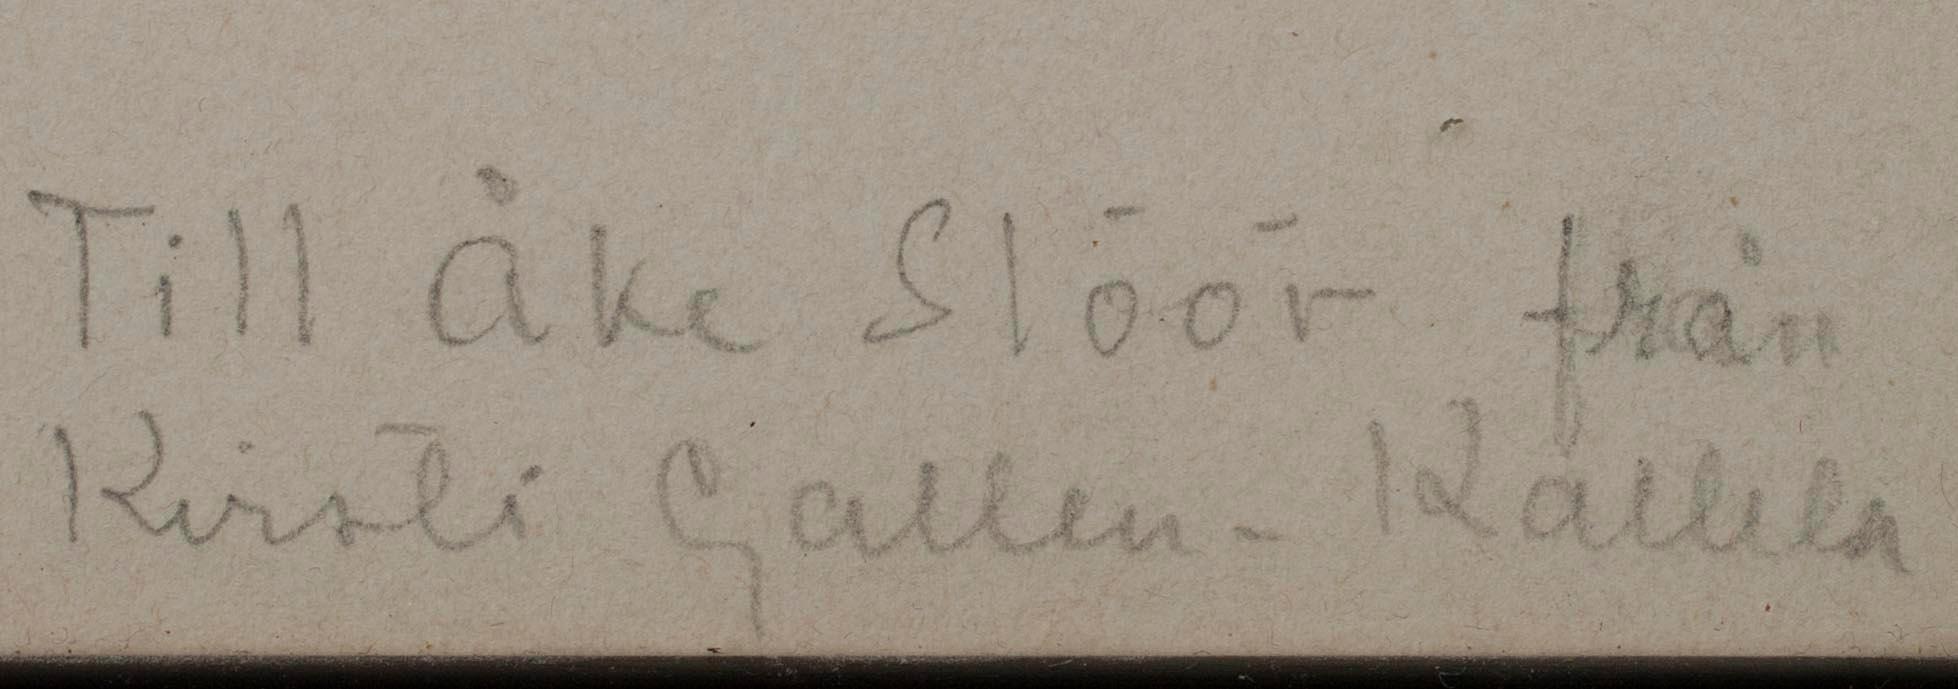 Till Åke Slöör från
Kirsti Gallen-Kallela